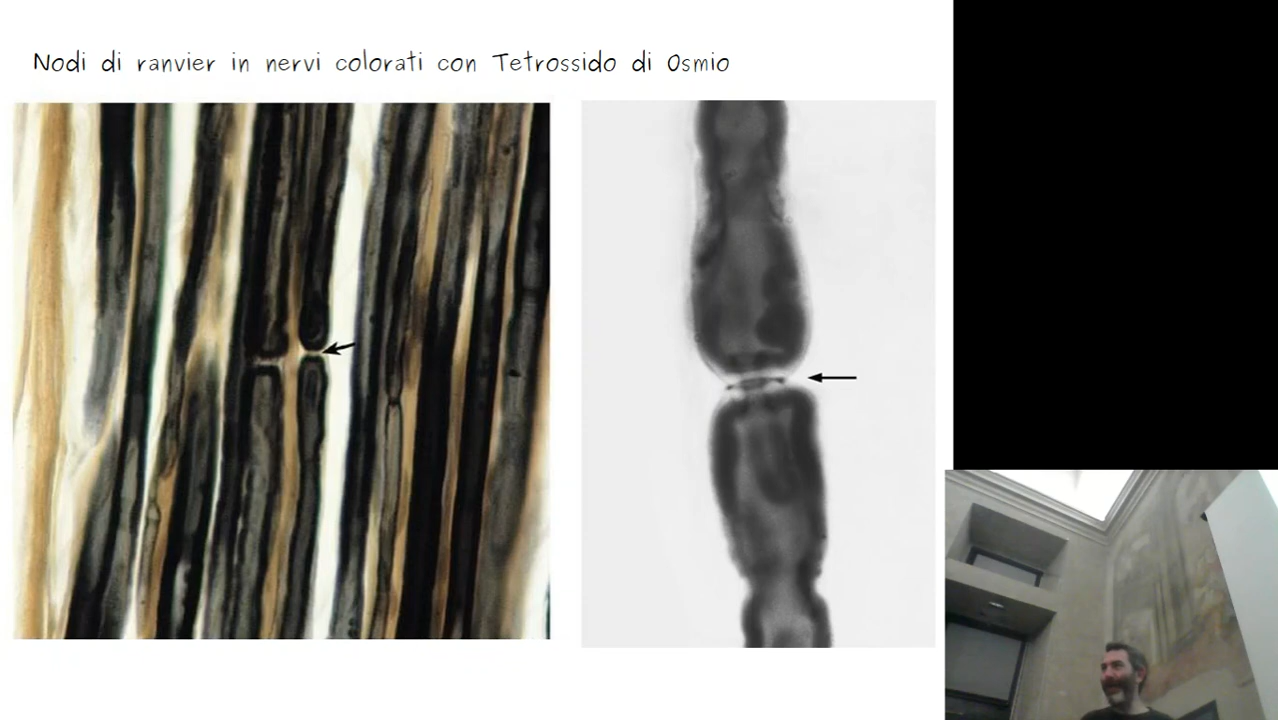 Nodi di ranvier in nervi colorati con Tetrossido di Osmio